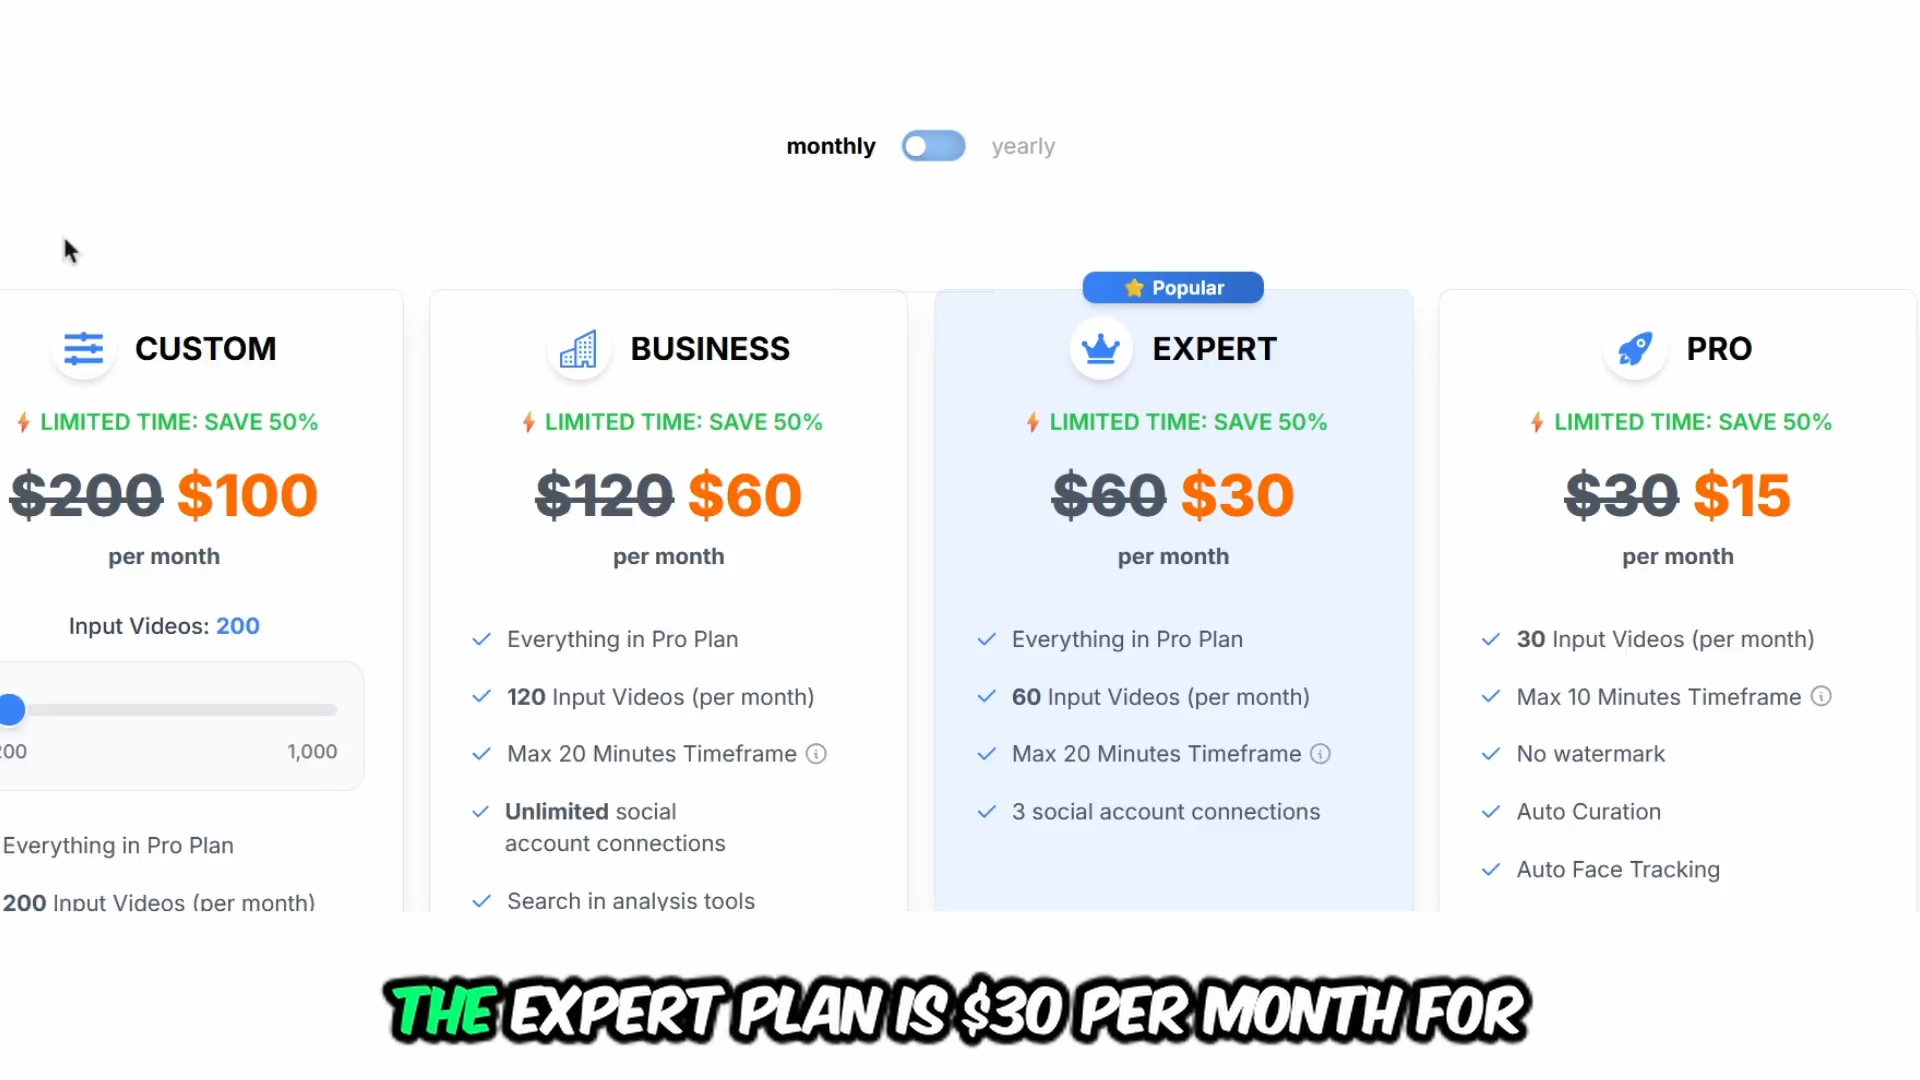 monthly yearly
CUSTOM
LIMITED TIME: SAVE 50%
$200 $100
per month
Input Videos: 200
1,000
Everything in Pro Plan
200 Input Videos (per month)
BUSINESS
LIMITED TIME: SAVE 50%
$120 $60
per month
Everything in Pro Plan
120 Input Videos (per month)
Max 20 Minutes Timeframe
Unlimited social
account connections
Search in analysis tools
Popular
EXPERT
LIMITED TIME: SAVE 50%
$60 $30
per month
Everything in Pro Plan
60 Input Videos (per month)
Max 20 Minutes Timeframe
3 social account connections
PRO
LIMITED TIME: SAVE 50%
$30 $15
per month
30 Input Videos (per month)
Max 10 Minutes Timeframe
No watermark
Auto Curation
Auto Face Tracking
THE EXPERT PLAN IS $30 PER MONTH FOR